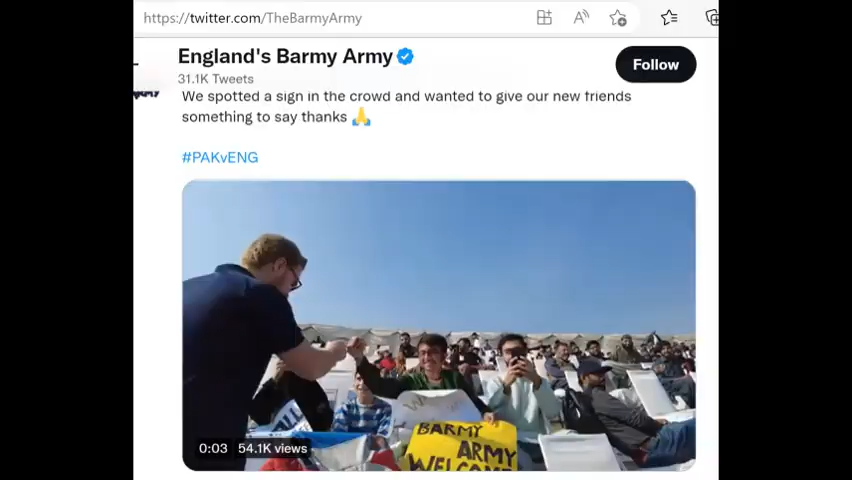 https://twitter.com/TheBarmyArmy
England's Barmy Army
31.1K Tweets
Follow
We spotted a sign in the crowd and wanted to give our new friends
something to say thanks 🙏
#PAKvENG
BARMY
ARMY
WELCOME
0:03 54.1K views